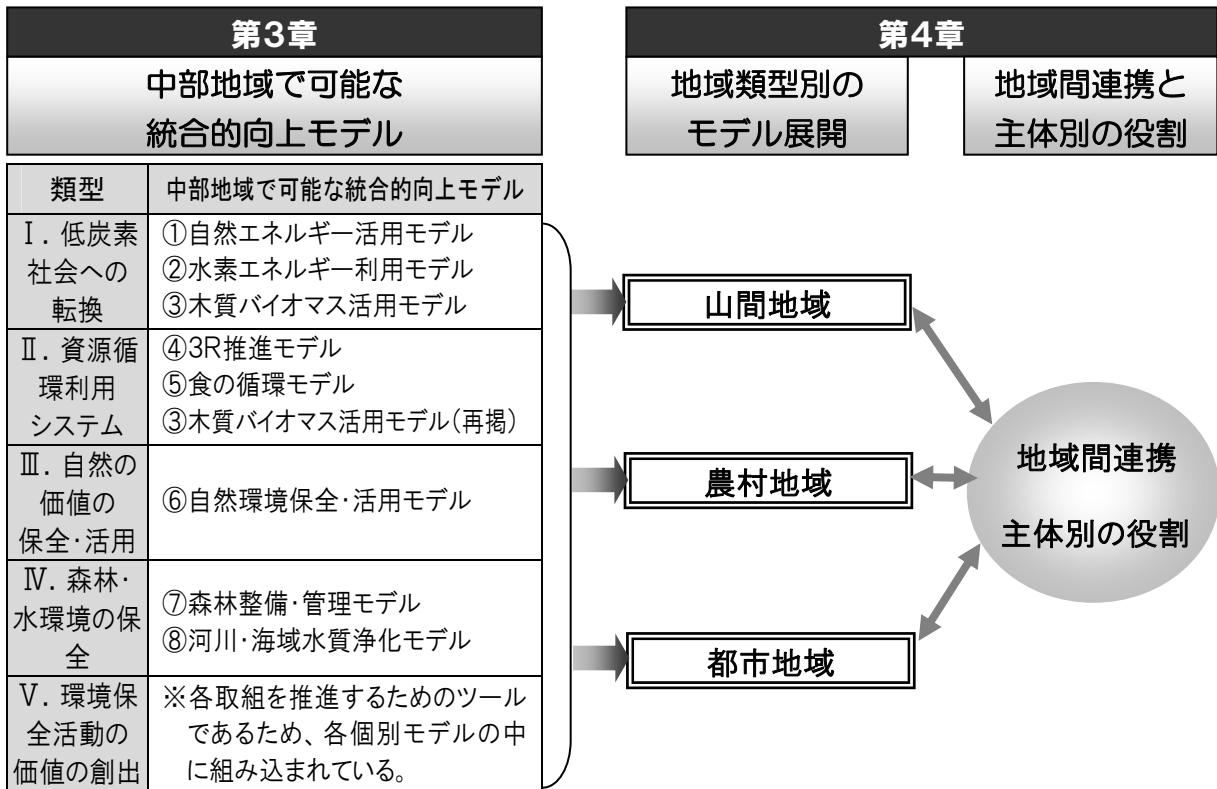 第3章
中部地域で可能な
統合的向上モデル
類型
中部地域で可能な統合的向上モデル
Ⅰ．低炭素
社会への
転換
①自然エネルギー活用モデル
②水素エネルギー利用モデル
③木質バイオマス活用モデル
Ⅱ．資源循
環利用
システム
④3R推進モデル
⑤食の循環モデル
③木質バイオマス活用モデル（再掲）
Ⅲ．自然の
価値の
保全・活用
⑥自然環境保全・活用モデル
Ⅳ．森林・
水環境の保
全
⑦森林整備・管理モデル
⑧河川・海域水質浄化モデル
Ⅴ．環境保
全活動の
価値の創出
※各取組を推進するためのツール
であるため、各個別モデルの中
に組み込まれている。
第4章
地域類型別の
モデル展開
地域間連携と
主体別の役割
山間地域
農村地域
都市地域
地域間連携
主体別の役割